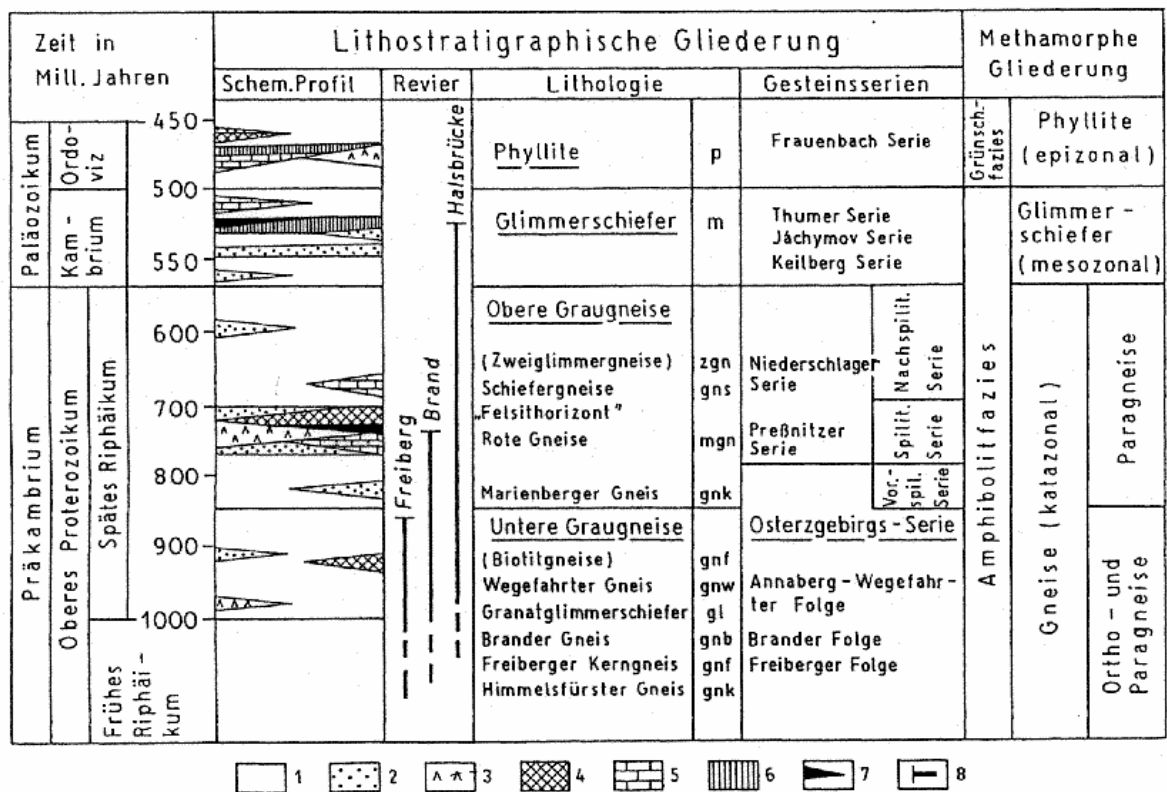 Zeit in
Mill. Jahren
Lithostratigraphische Gliederung
Methamorphe
Gliederung
Schem. Profil
Revier
Lithologie
Gesteinsserien
Paläozoikum
Ordo-
viz
Kam-
brium
Präkambrium
Oberes Proterozoikum
Spätes Riphäikum
Frühes
Riphäi-
kum
450
500
550
600
700
800
900
1000
Freiberg
Brand
Halsbrücke
Phyllite p
Glimmerschiefer m
Obere Graugneise
(Zweiglimmergneise) zgn
Schiefergneise gns
„Felsithorizont"
Rote Gneise mgn
Marienberger Gneis gnk
Untere Graugneise
(Biotitgneise) gnf
Wegefahrter Gneis gnw
Granatglimmerschiefer gl
Brander Gneis gnb
Freiberger Kerngneis gnf
Himmelsfürster Gneis gnk
Frauenbach Serie
Thumer Serie
Jáchymov Serie
Keilberg Serie
Niederschlager
Serie
Preßnitzer
Serie
Nachspilit.
Serie
Spilit.
Serie
Vor.-
spil.
Serie
Osterzgebirgs-Serie
Annaberg-Wegefahr-
ter Folge
Brander Folge
Freiberger Folge
Grünsch.-
fazies
Amphibolitfazies
Phyllite
(epizonal)
Glimmer-
schiefer
(mesozonal)
Gneise (katazonal)
Paragneise
Ortho- und
Paragneise
1 2 3 4 5 6 7 8